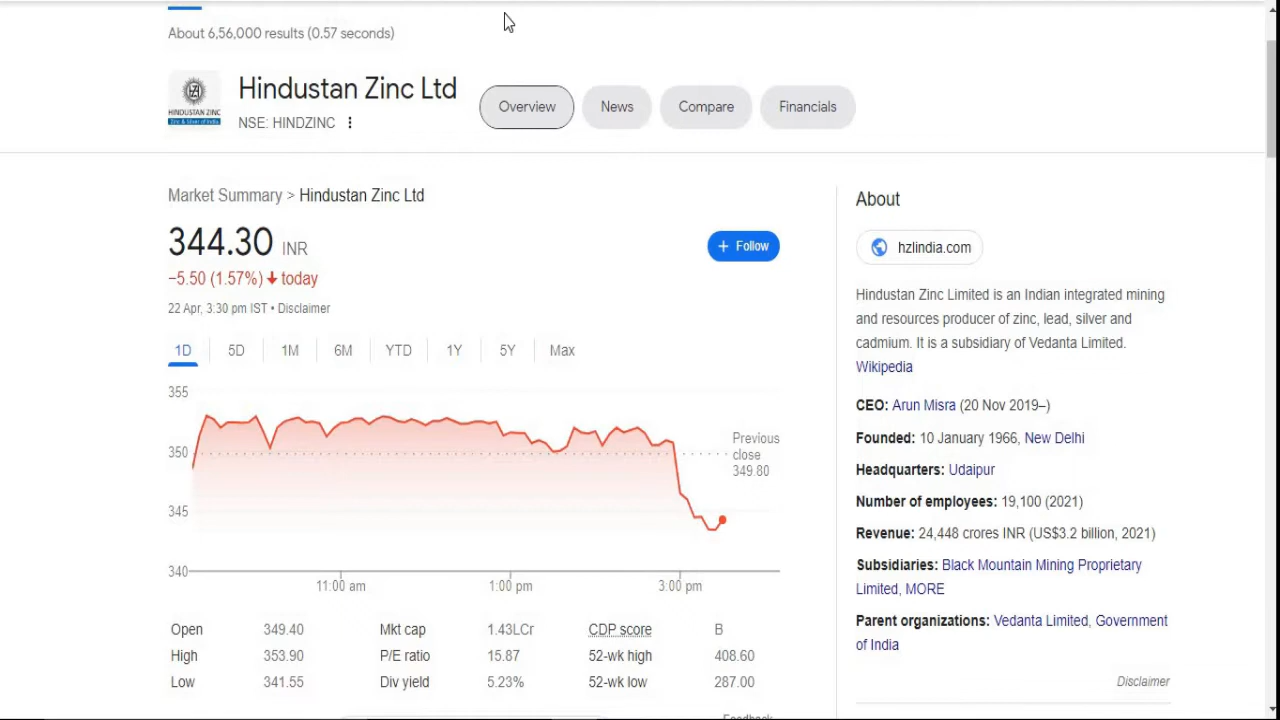 About 6,56,000 results (0.57 seconds)
HINDUSTAN ZINC
Zinc & Silver of India
Hindustan Zinc Ltd
NSE: HINDZINC
Overview
News
Compare
Financials
Market Summary > Hindustan Zinc Ltd
344.30 INR
+ Follow
−5.50 (1.57%) ↓ today
22 Apr, 3:30 pm IST • Disclaimer
1D 5D 1M 6M YTD 1Y 5Y Max
355
350
345
340
Previous
close
349.80
11:00 am 1:00 pm 3:00 pm
Open 349.40 Mkt cap 1.43LCr CDP score B
High 353.90 P/E ratio 15.87 52-wk high 408.60
Low 341.55 Div yield 5.23% 52-wk low 287.00
Feedback
About
hzlindia.com
Hindustan Zinc Limited is an Indian integrated mining
and resources producer of zinc, lead, silver and
cadmium. It is a subsidiary of Vedanta Limited.
Wikipedia
CEO: Arun Misra (20 Nov 2019–)
Founded: 10 January 1966, New Delhi
Headquarters: Udaipur
Number of employees: 19,100 (2021)
Revenue: 24,448 crores INR (US$3.2 billion, 2021)
Subsidiaries: Black Mountain Mining Proprietary
Limited, MORE
Parent organizations: Vedanta Limited, Government
of India
Disclaimer